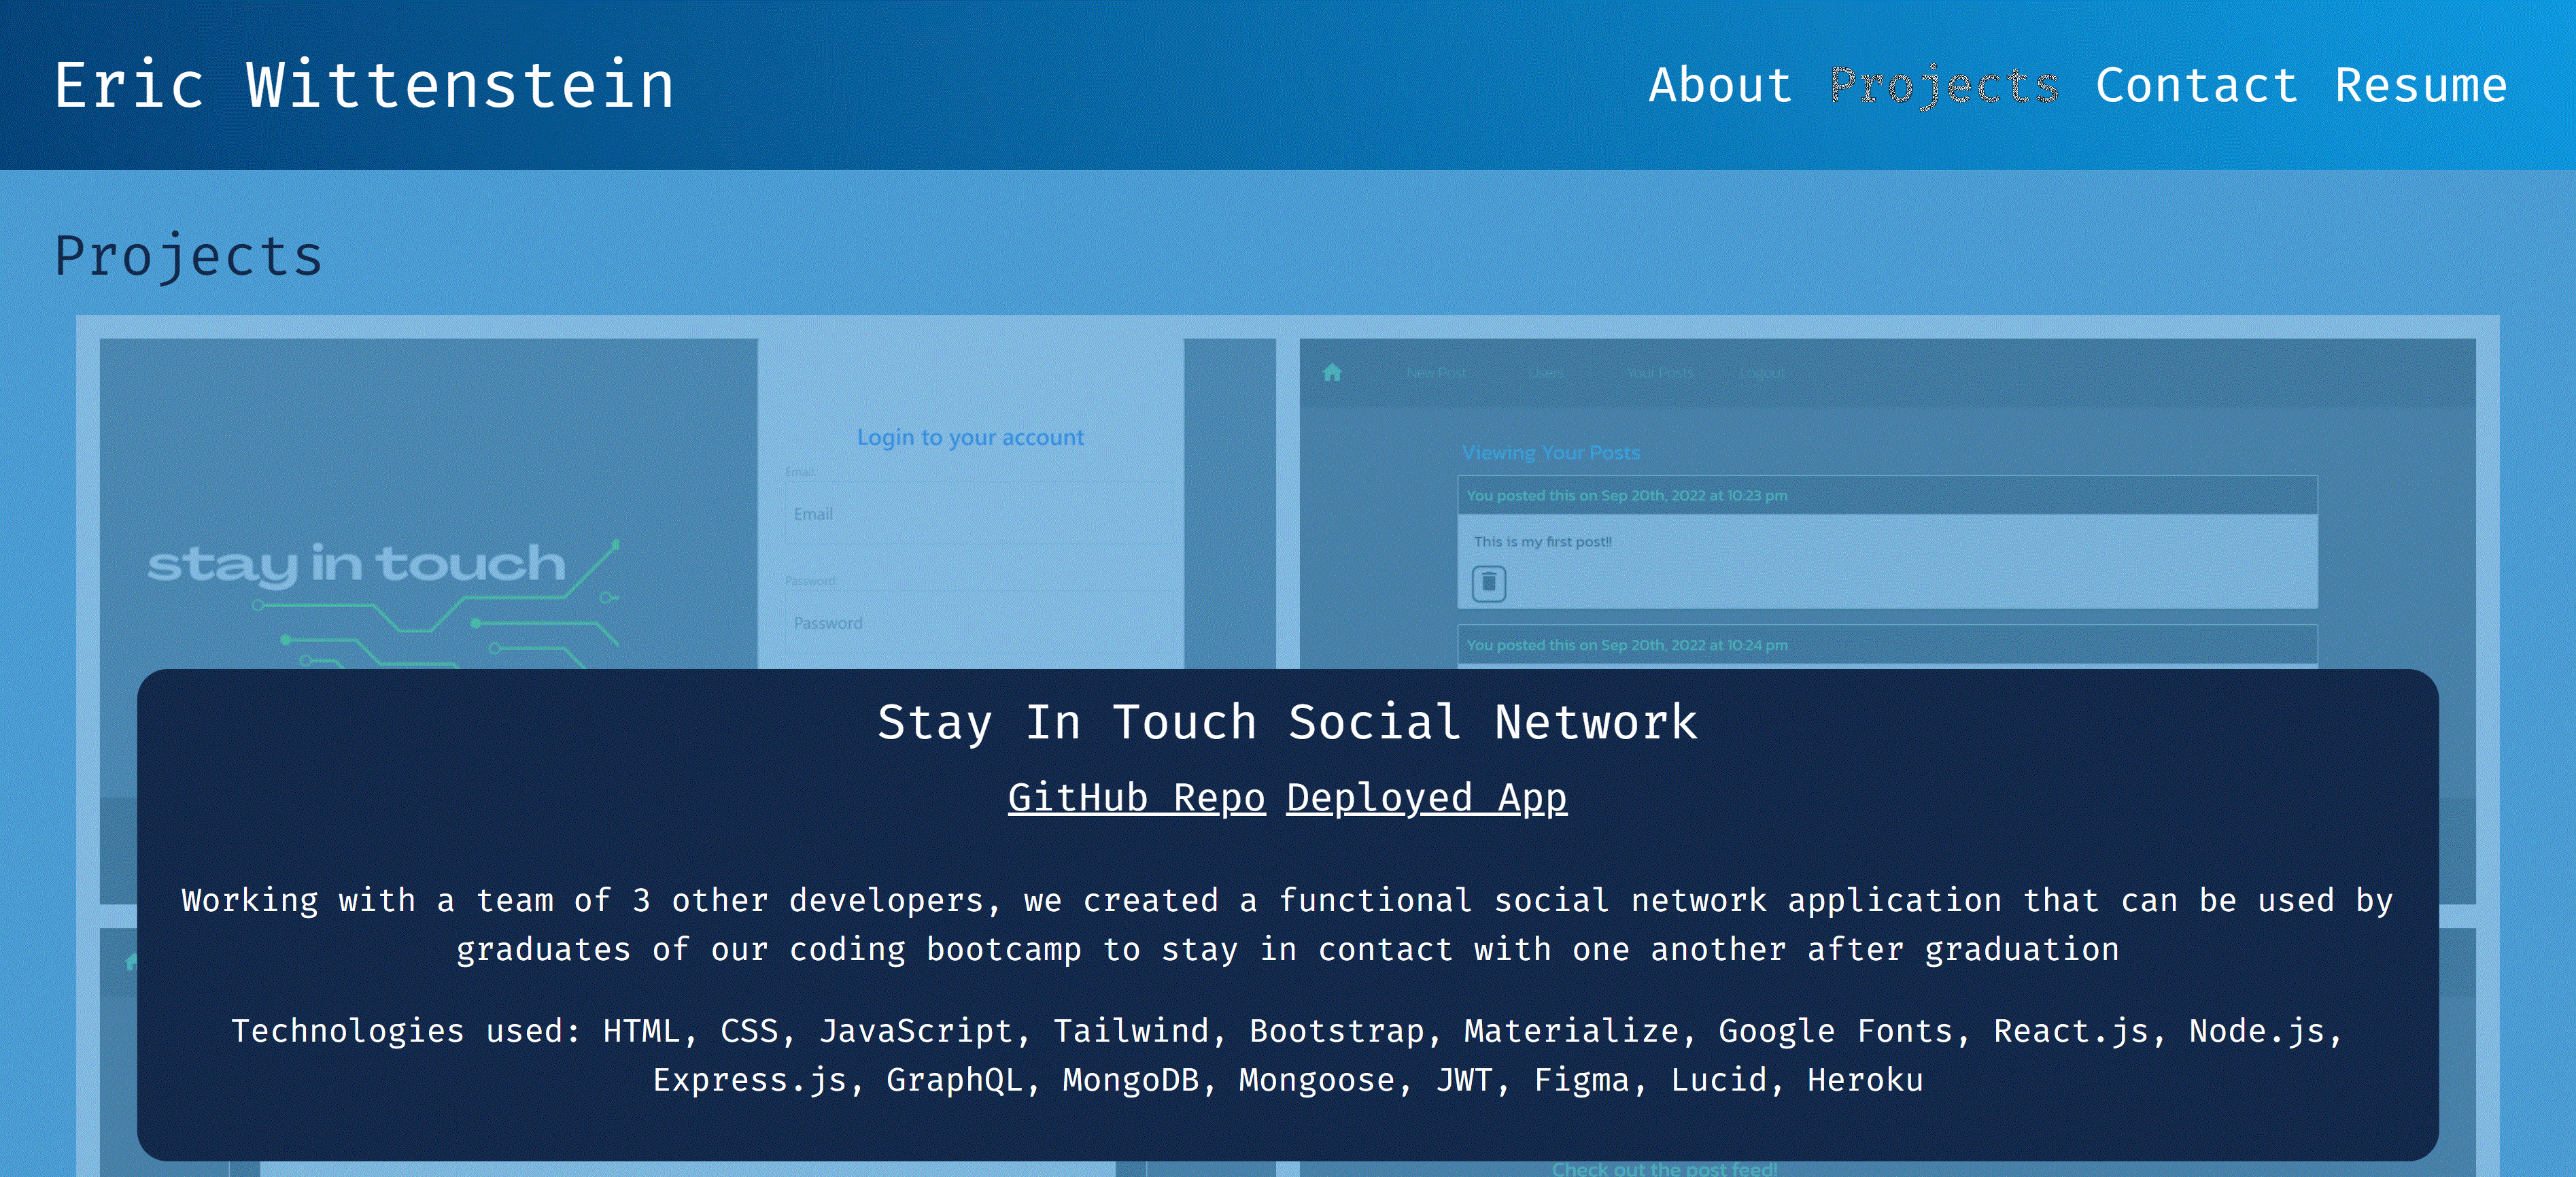 Eric Wittenstein
About Projects Contact Resume
Projects
Login to your account
Email:
Email
stay in touch
Password:
Password
New Post Users Your Posts Logout
Viewing Your Posts
You posted this on Sep 20th, 2022 at 10:23 pm
This is my first post!!
You posted this on Sep 20th, 2022 at 10:24 pm
Stay In Touch Social Network
GitHub Repo Deployed App
Working with a team of 3 other developers, we created a functional social network application that can be used by
graduates of our coding bootcamp to stay in contact with one another after graduation
Technologies used: HTML, CSS, JavaScript, Tailwind, Bootstrap, Materialize, Google Fonts, React.js, Node.js,
Express.js, GraphQL, MongoDB, Mongoose, JWT, Figma, Lucid, Heroku
Check out the post feed!